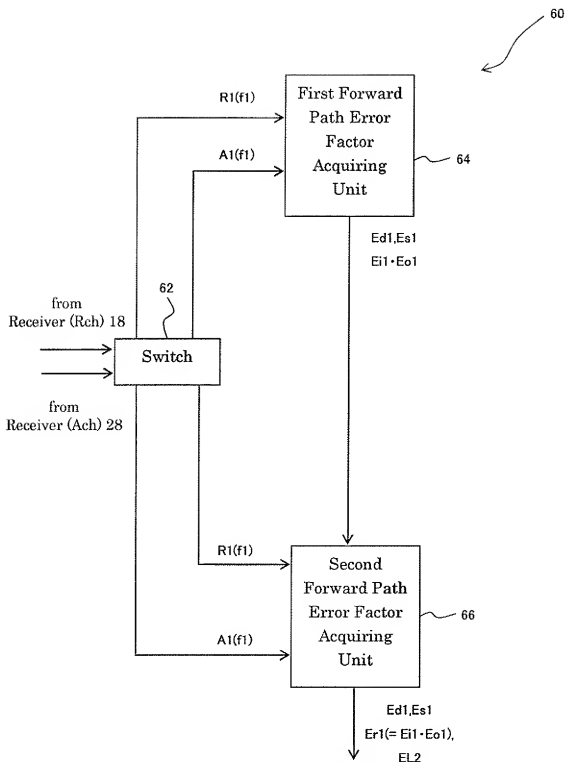 60
R1(f1)
First Forward
Path Error
Factor
Acquiring
Unit
A1(f1)
64
Ed1,Es1
Ei1・Eo1
62
from
Receiver (Rch) 18
Switch
from
Receiver (Ach) 28
R1(f1)
Second
Forward Path
Error Factor
Acquiring
Unit
66
A1(f1)
Ed1,Es1
Er1(= Ei1・Eo1),
EL2